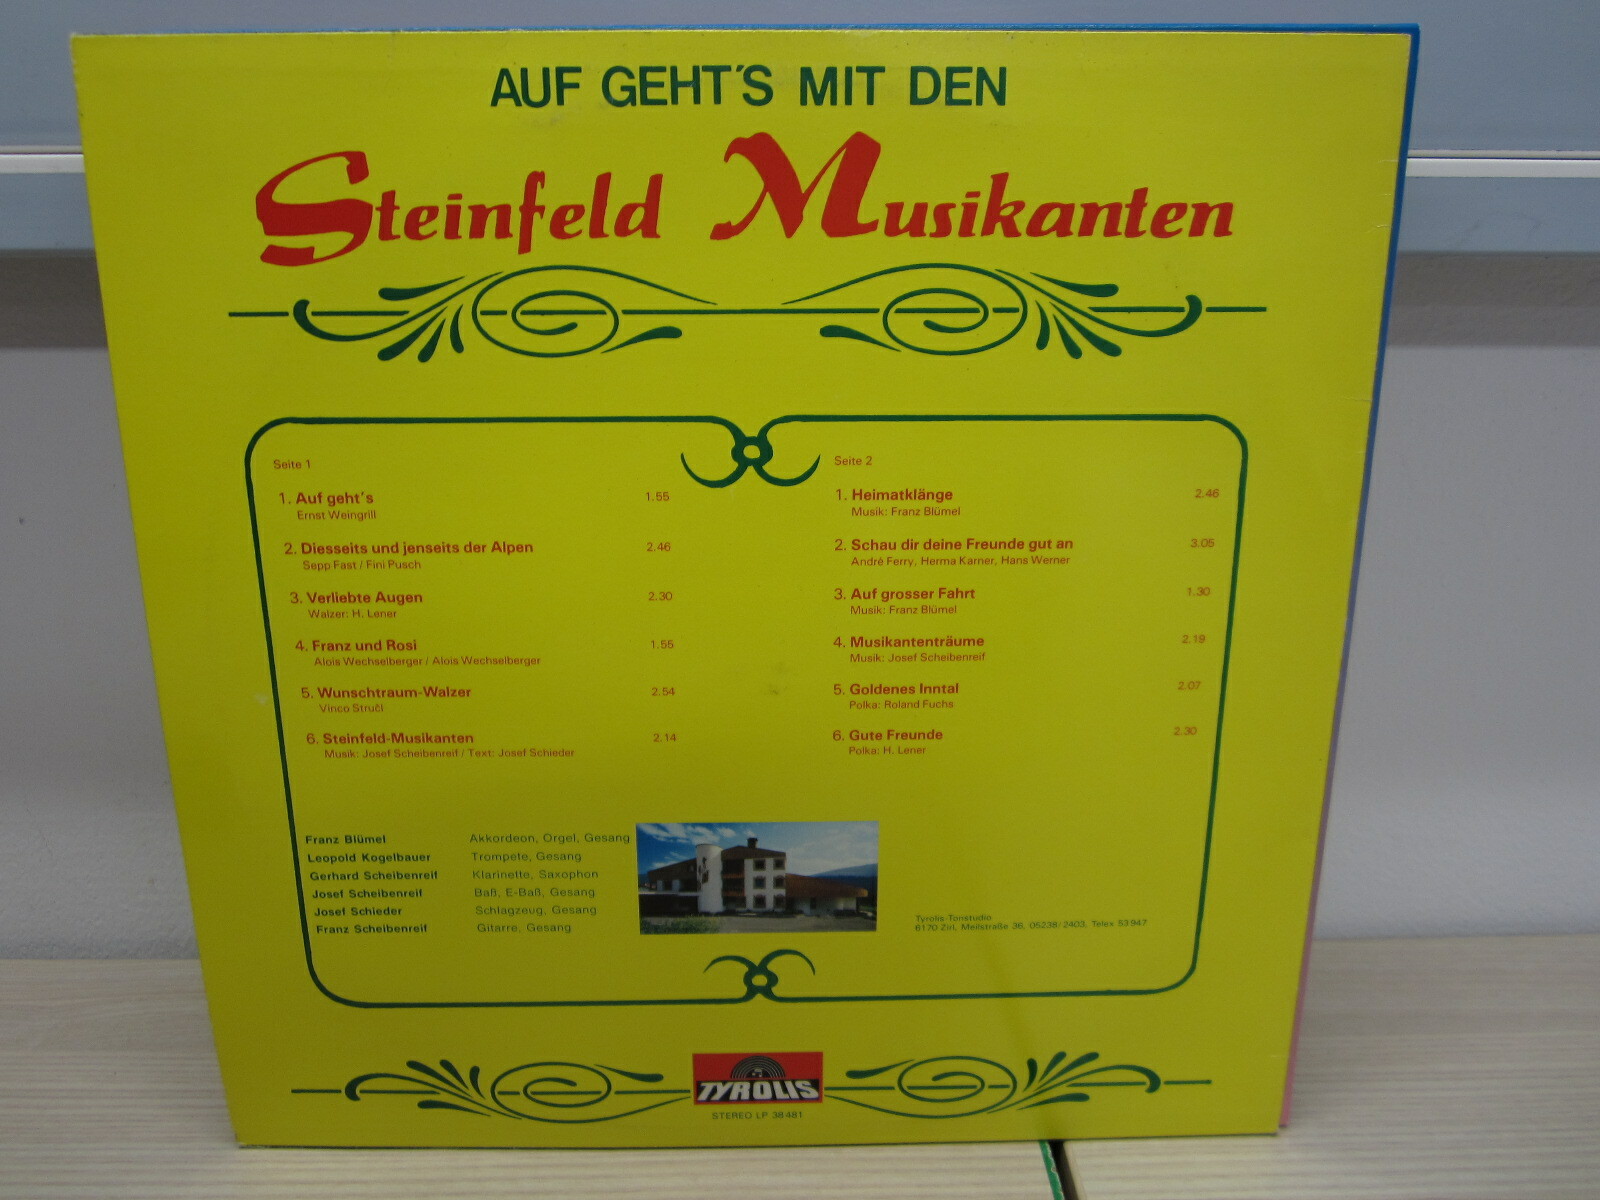 AUF GEHT'S MIT DEN
Steinfeld Musikanten
Seite 1
1. Auf geht's 1.55
Ernst Weingrill
2. Diesseits und jenseits der Alpen 2.46
Sepp Fast / Fini Pusch
3. Verliebte Augen 2.30
Walzer: H. Lener
4. Franz und Rosi 1.55
Alois Wechselberger / Alois Wechselberger
5. Wunschtraum-Walzer 2.54
Vinco Stručl
6. Steinfeld-Musikanten 2.14
Musik: Josef Scheibenreif / Text: Josef Schieder
Seite 2
1. Heimatklänge 2.46
Musik: Franz Blümel
2. Schau dir deine Freunde gut an 3.05
André Ferry, Herma Karner, Hans Werner
3. Auf grosser Fahrt 1.30
Musik: Franz Blümel
4. Musikantenträume 2.19
Musik: Josef Scheibenreif
5. Goldenes Inntal 2.07
Polka: Roland Fuchs
6. Gute Freunde 2.30
Polka: H. Lener
Franz Blümel Akkordeon, Orgel, Gesang
Leopold Kogelbauer Trompete, Gesang
Gerhard Scheibenreif Klarinette, Saxophon
Josef Scheibenreif Baß, E-Baß, Gesang
Josef Schieder Schlagzeug, Gesang
Franz Scheibenreif Gitarre, Gesang
Tyrolis-Tonstudio
6170 Zirl, Meilstraße 36, 05238/2403, Telex 53947
TYROLIS
STEREO LP 38481